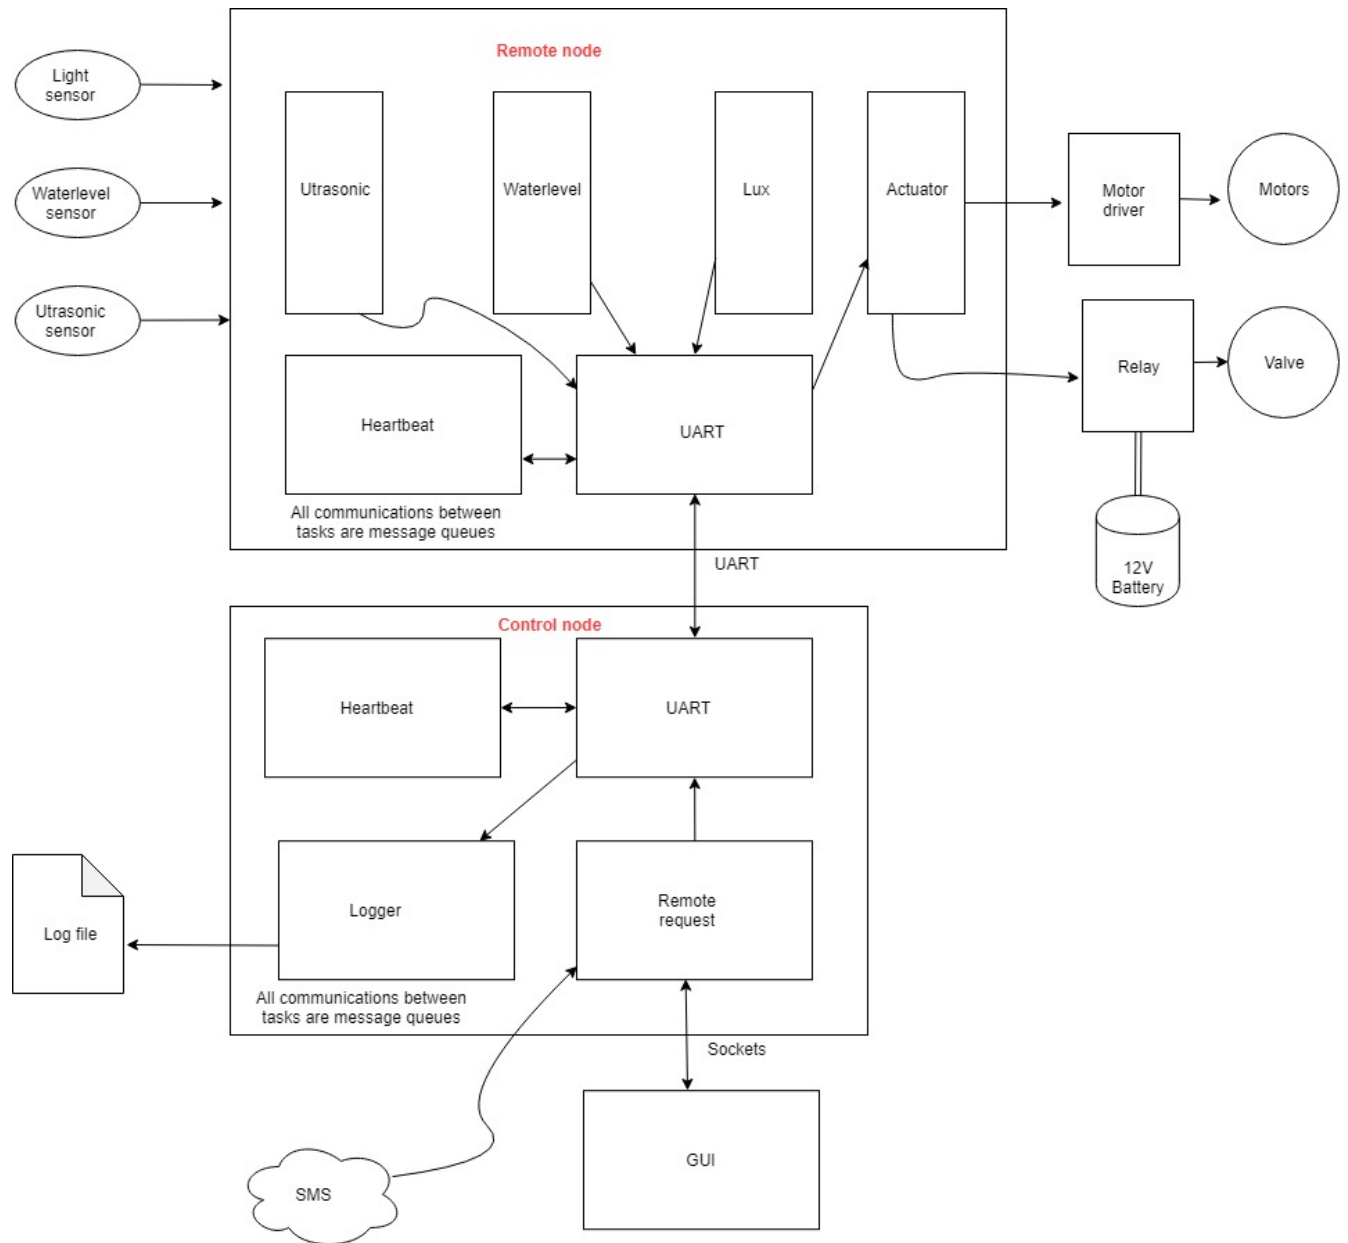 Remote node
Light
sensor
Waterlevel
sensor
Utrasonic
sensor
Utrasonic
Waterlevel
Lux
Actuator
Motor
driver
Motors
Relay
Valve
12V
Battery
Heartbeat
UART
All communications between
tasks are message queues
UART
Control node
Heartbeat
UART
Logger
Remote
request
Log file
All communications between
tasks are message queues
Sockets
SMS
GUI